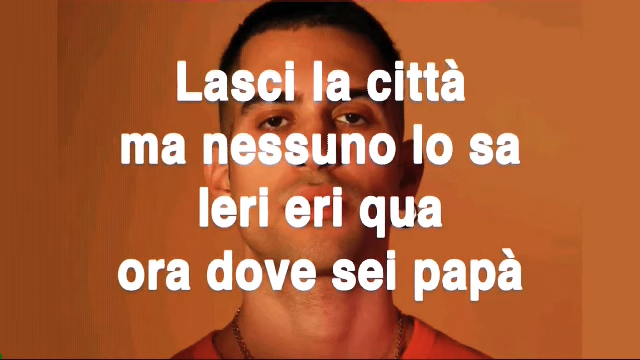 Lasci la città
ma nessuno lo sa
Ieri eri qua
ora dove sei papà